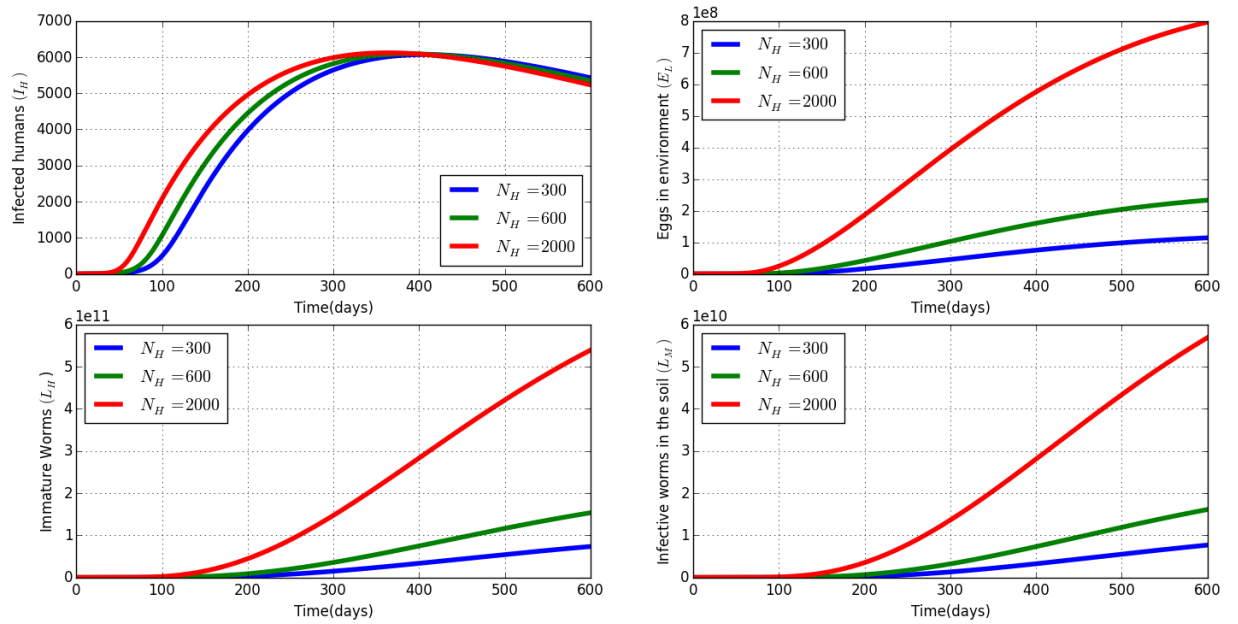 7000
6000
5000
4000
3000
2000
1000
0
0 100 200 300 400 500 600
Time(days)
Infected humans (I_H)
N_H =300
N_H =600
N_H =2000
1e8
8
7
6
5
4
3
2
1
0
0 100 200 300 400 500 600
Time(days)
Eggs in environment (E_L)
N_H =300
N_H =600
N_H =2000
1e11
6
5
4
3
2
1
0
0 100 200 300 400 500 600
Time(days)
Immature Worms (L_H)
N_H =300
N_H =600
N_H =2000
1e10
6
5
4
3
2
1
0
0 100 200 300 400 500 600
Time(days)
Infective worms in the soil (L_M)
N_H =300
N_H =600
N_H =2000